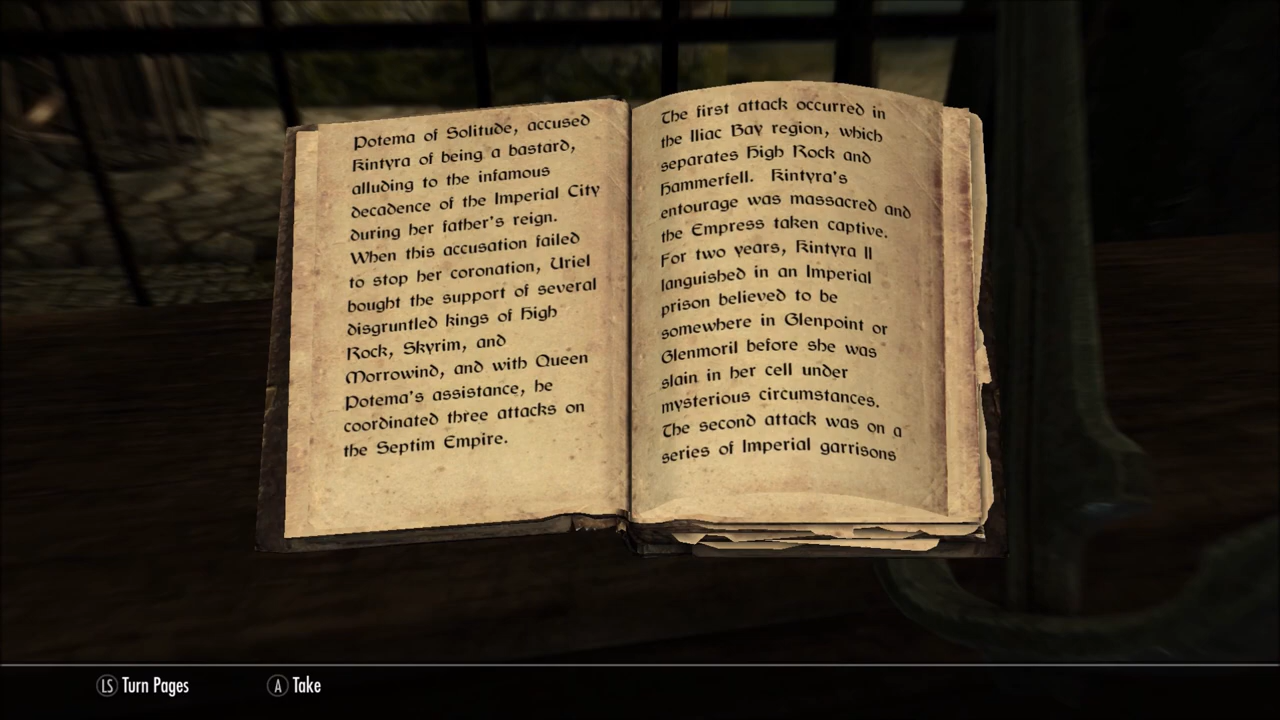 Potema of Solitude, accused
Kintyra of being a bastard,
alluding to the infamous
decadence of the Imperial City
during her father's reign.
When this accusation failed
to stop her coronation, Uriel
bought the support of several
disgruntled kings of High
Rock, Skyrim, and
Morrowind, and with Queen
Potema's assistance, he
coordinated three attacks on
the Septim Empire.
The first attack occurred in
the Iliac Bay region, which
separates High Rock and
Hammerfell. Kintyra's
entourage was massacred and
the Empress taken captive.
For two years, Kintyra II
languished in an Imperial
prison believed to be
somewhere in Glenpoint or
Glenmoril before she was
slain in her cell under
mysterious circumstances.
The second attack was on a
series of Imperial garrisons
LS Turn Pages
A Take